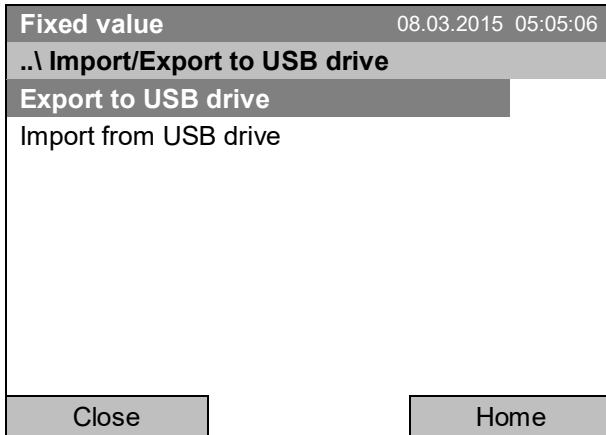 Fixed value 08.03.2015 05:05:06
..\ Import/Export to USB drive
Export to USB drive
Import from USB drive
Close Home